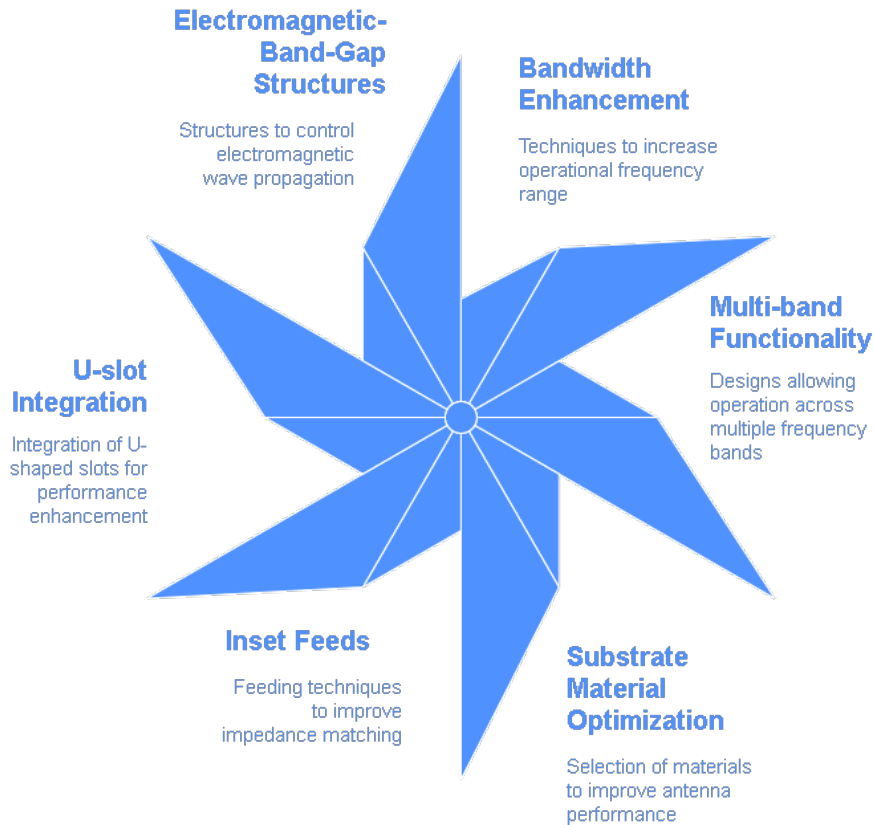 Electromagnetic-
Band-Gap
Structures
Structures to control
electromagnetic
wave propagation
Bandwidth
Enhancement
Techniques to increase
operational frequency
range
Multi-band
Functionality
Designs allowing
operation across
multiple frequency
bands
U-slot
Integration
Integration of U-
shaped slots for
performance
enhancement
Inset Feeds
Feeding techniques
to improve
impedance matching
Substrate
Material
Optimization
Selection of materials
to improve antenna
performance